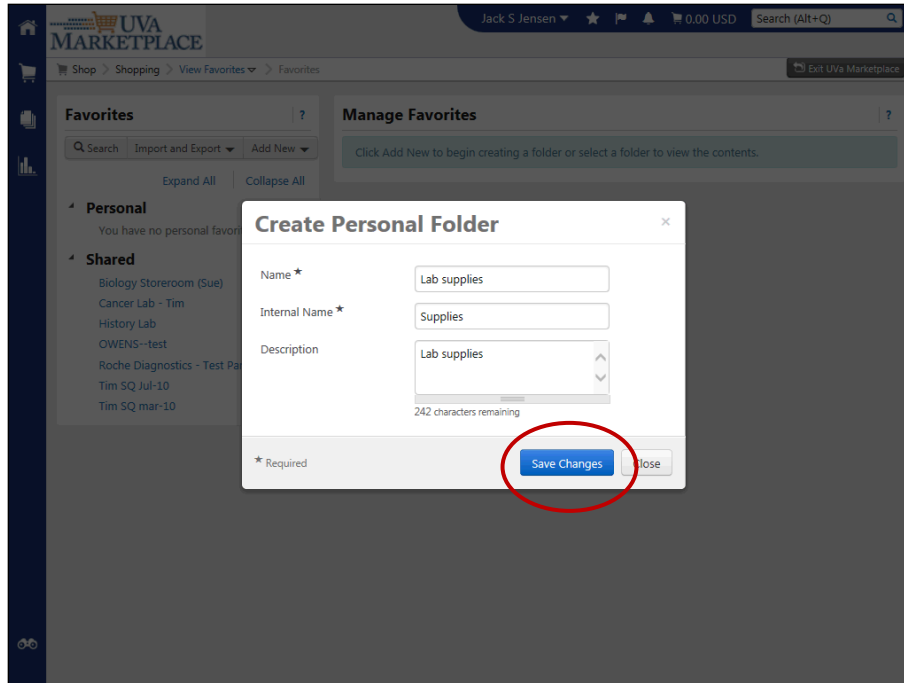 UVA
MARKETPLACE
Jack S Jensen 0.00 USD Search (Alt+Q)
Shop > Shopping > View Favorites > Favorites
Exit UVa Marketplace
Favorites ?
Search Import and Export Add New
Expand All Collapse All
Personal
You have no personal favori
Shared
Biology Storeroom (Sue)
Cancer Lab - Tim
History Lab
OWENS--test
Roche Diagnostics - Test Par
Tim SQ Jul-10
Tim SQ mar-10
Manage Favorites ?
Click Add New to begin creating a folder or select a folder to view the contents.
Create Personal Folder ×
Name ★ Lab supplies
Internal Name ★ Supplies
Description Lab supplies
242 characters remaining
★ Required Save Changes Close